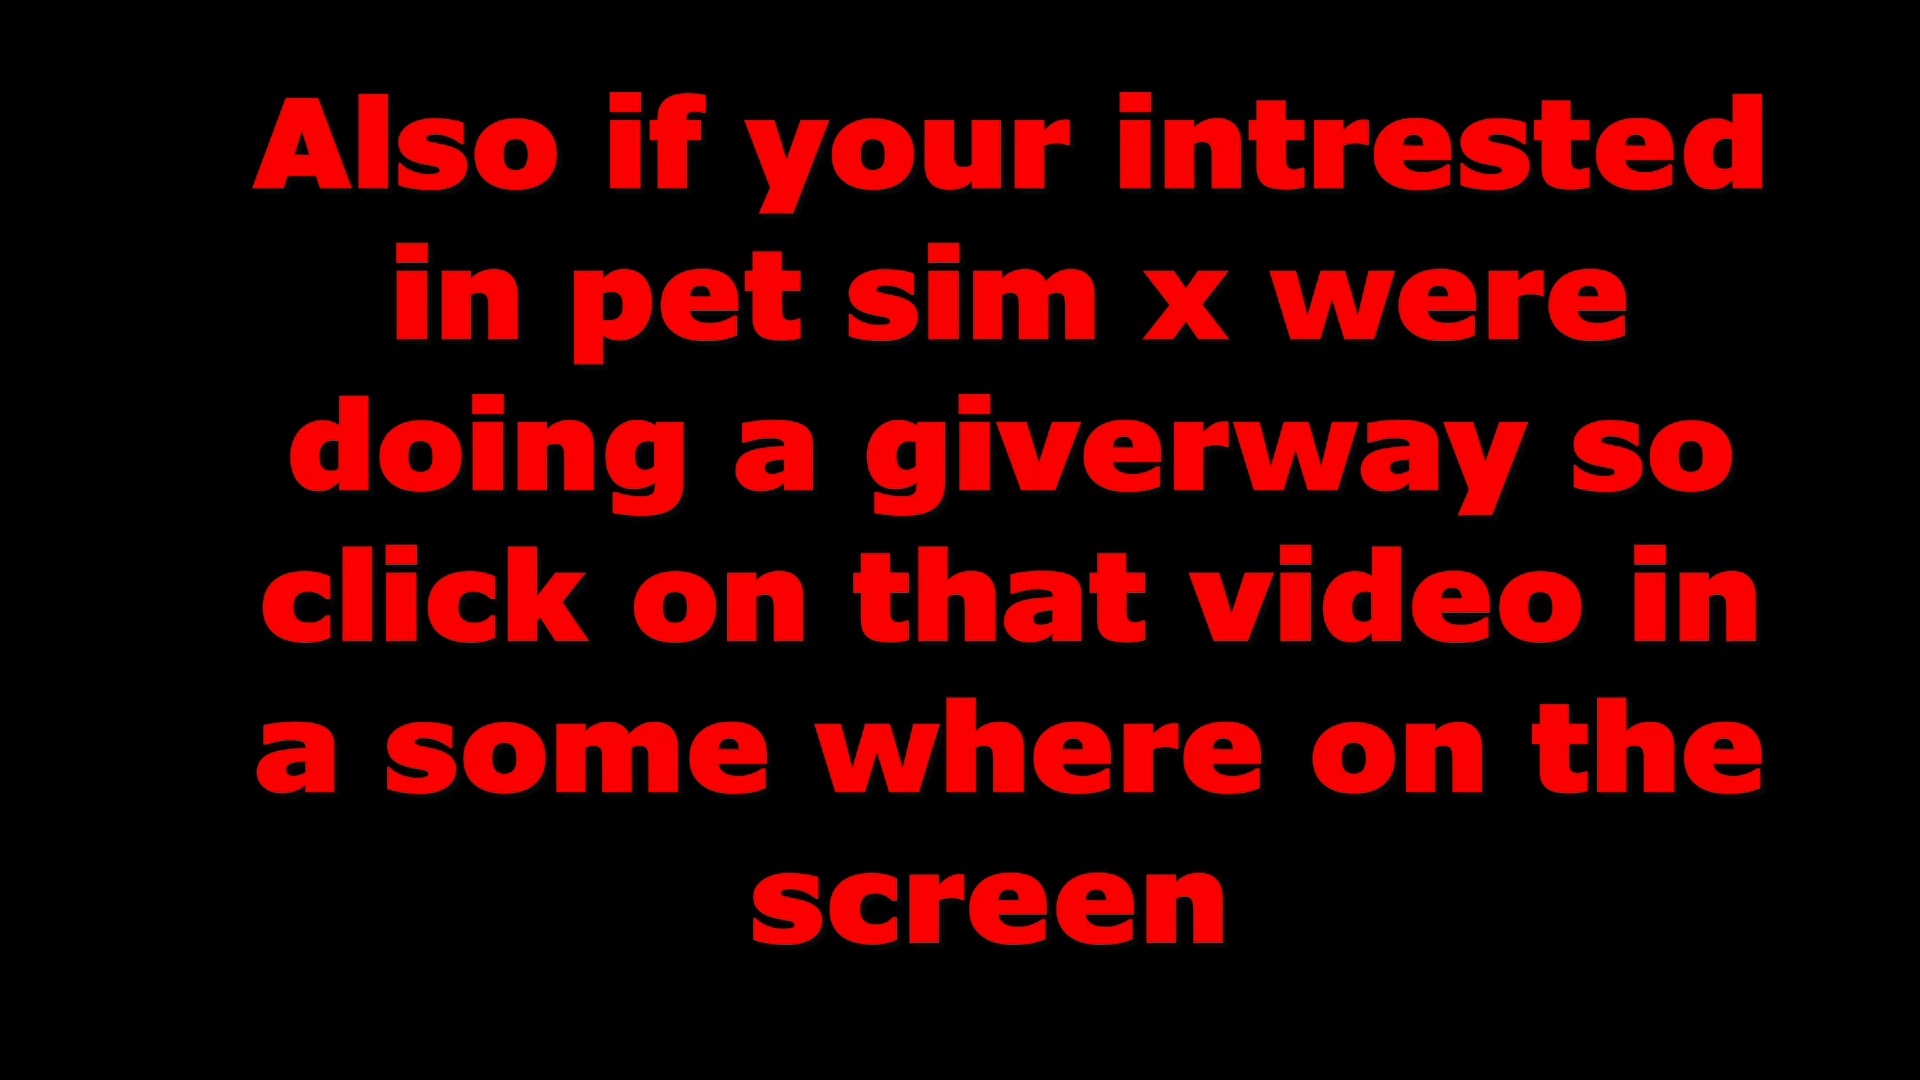 Also if your intrested
in pet sim x were
doing a giverway so
click on that video in
a some where on the
screen